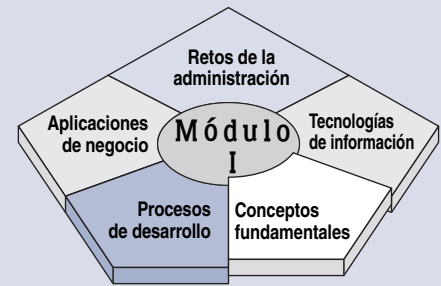 Retos de la
administración
Aplicaciones
de negocio
Módulo
I
Tecnologías
de información
Procesos
de desarrollo
Conceptos
fundamentales